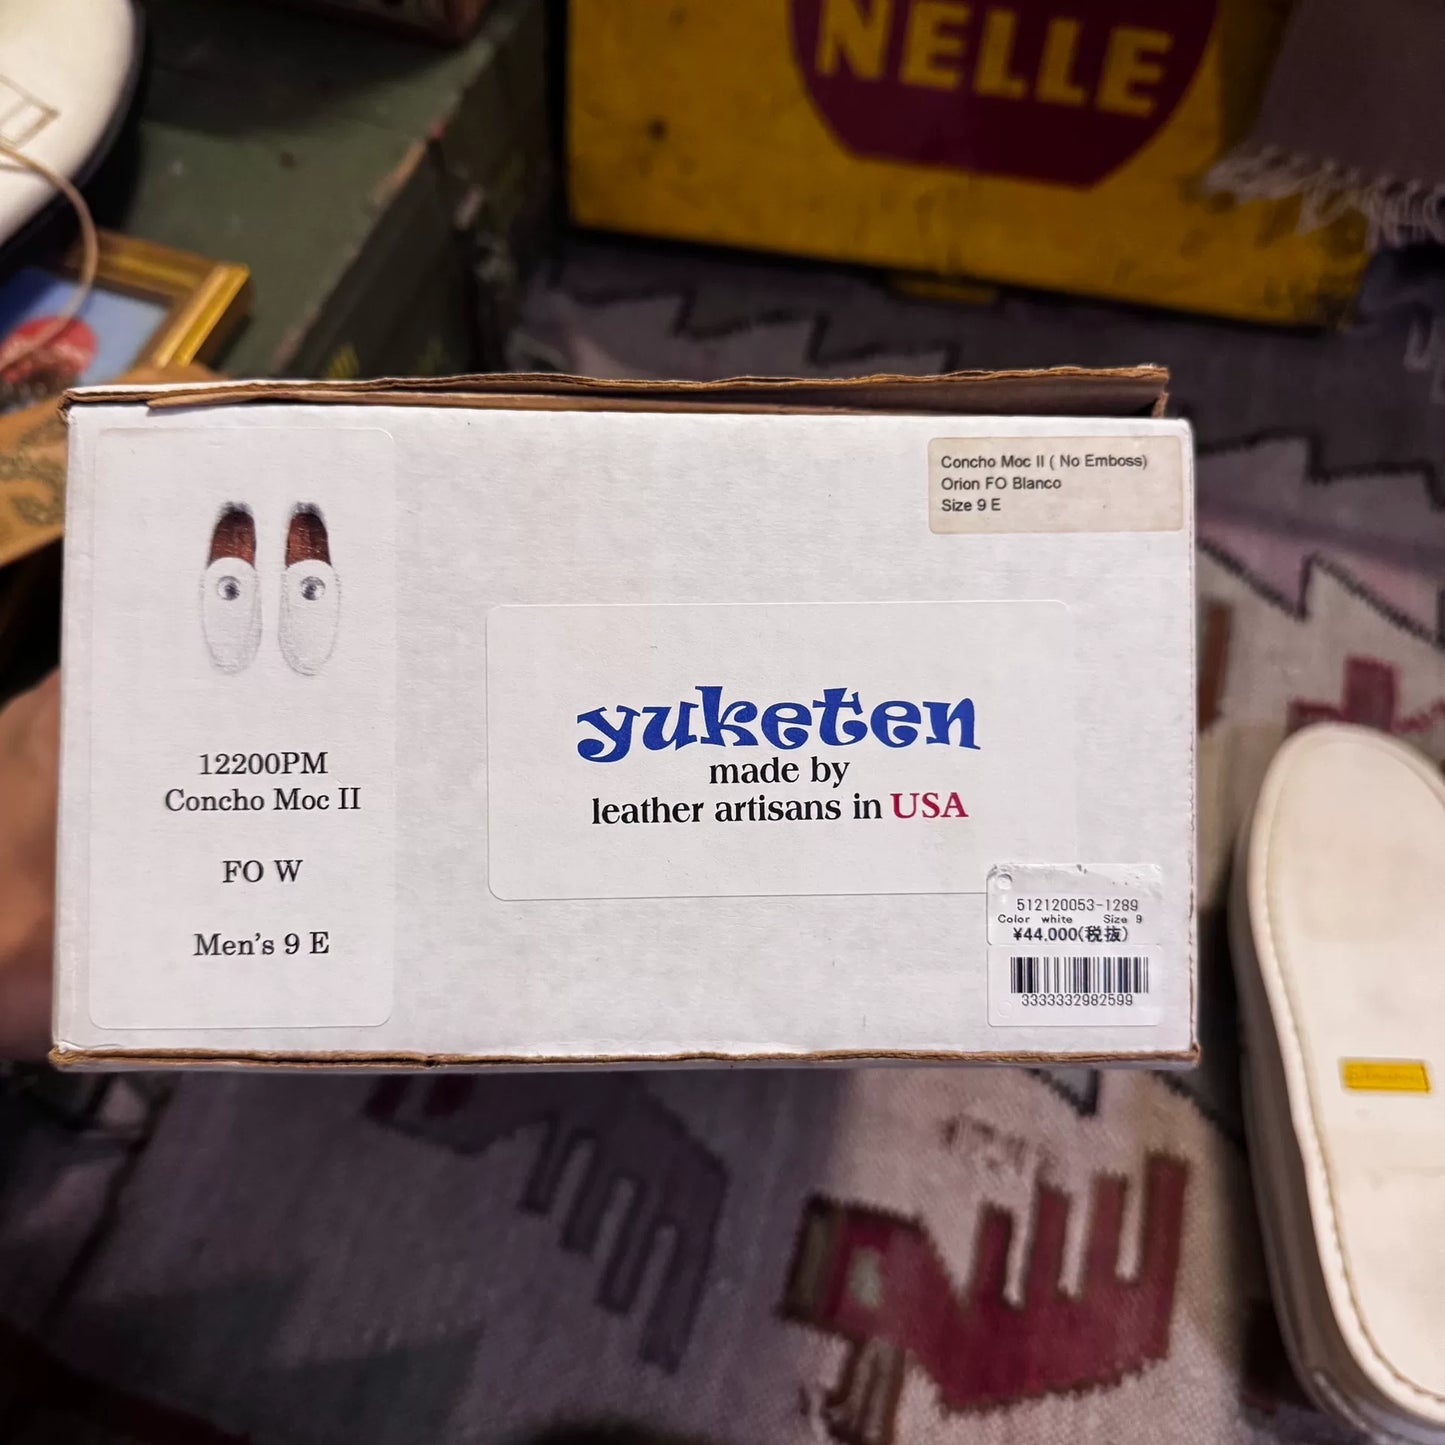 NELLE
Concho Moc II ( No Emboss)
Orion FO Blanco
Size 9 E
12200PM
Concho Moc II
FO W
Men's 9 E
yuketen
made by
leather artisans in USA
512120053-1289
Color white Size 9
¥44.000(税抜)
3333332982599